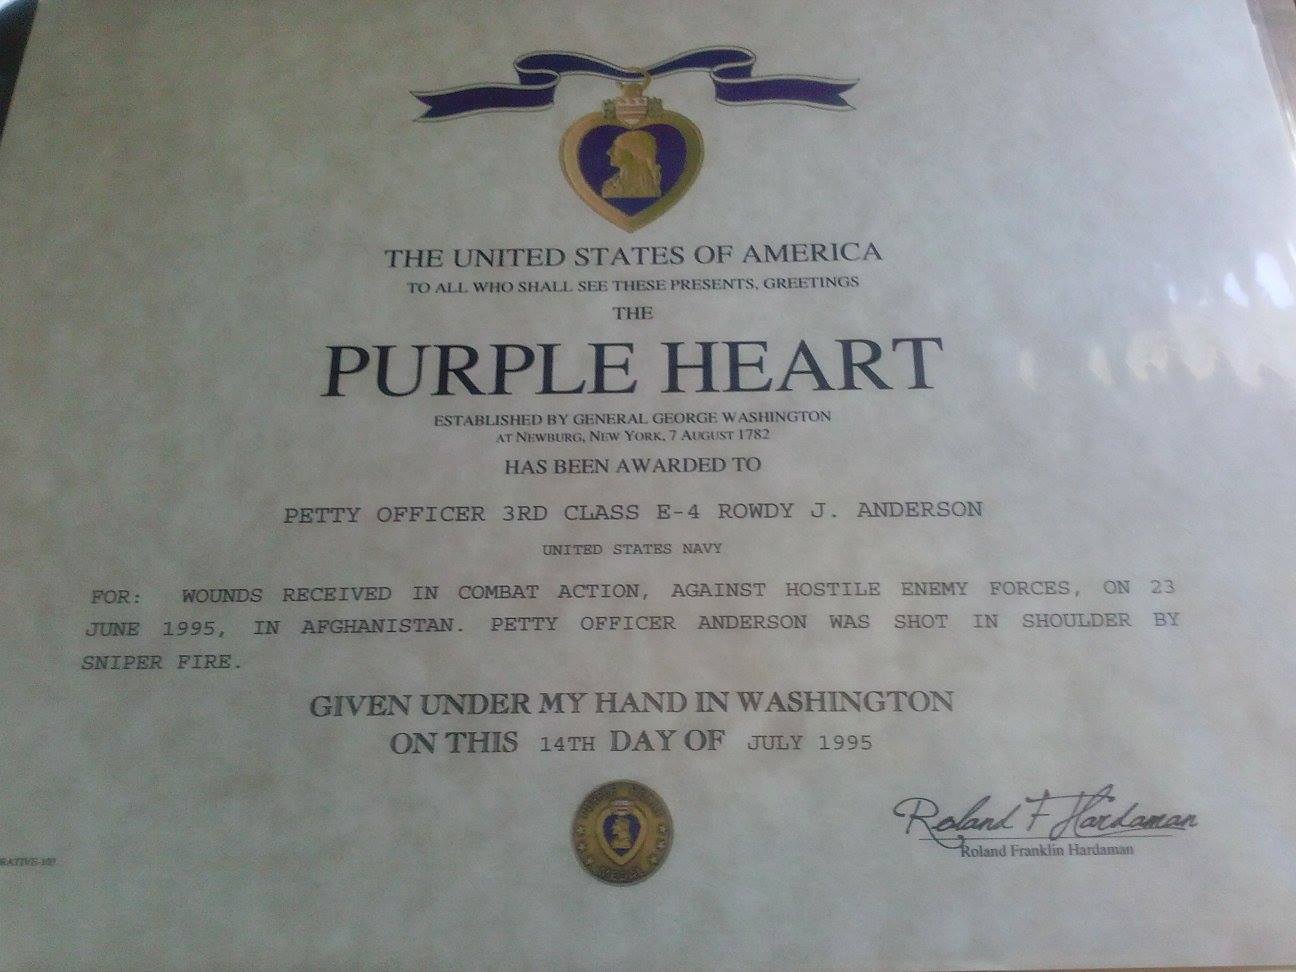 THE UNITED STATES OF AMERICA
TO ALL WHO SHALL SEE THESE PRESENTS, GREETINGS
THE
PURPLE HEART
ESTABLISHED BY GENERAL GEORGE WASHINGTON
AT NEWBURG, NEW YORK, 7 AUGUST 1782
HAS BEEN AWARDED TO
PETTY OFFICER 3RD CLASS E-4 ROWDY J. ANDERSON
UNITED STATES NAVY
FOR: WOUNDS RECEIVED IN COMBAT ACTION, AGAINST HOSTILE ENEMY FORCES, ON 23
JUNE 1995, IN AFGHANISTAN. PETTY OFFICER ANDERSON WAS SHOT IN SHOULDER BY
SNIPER FIRE.
GIVEN UNDER MY HAND IN WASHINGTON
ON THIS 14TH DAY OF JULY 1995
Roland F Hardaman
Roland Franklin Hardaman